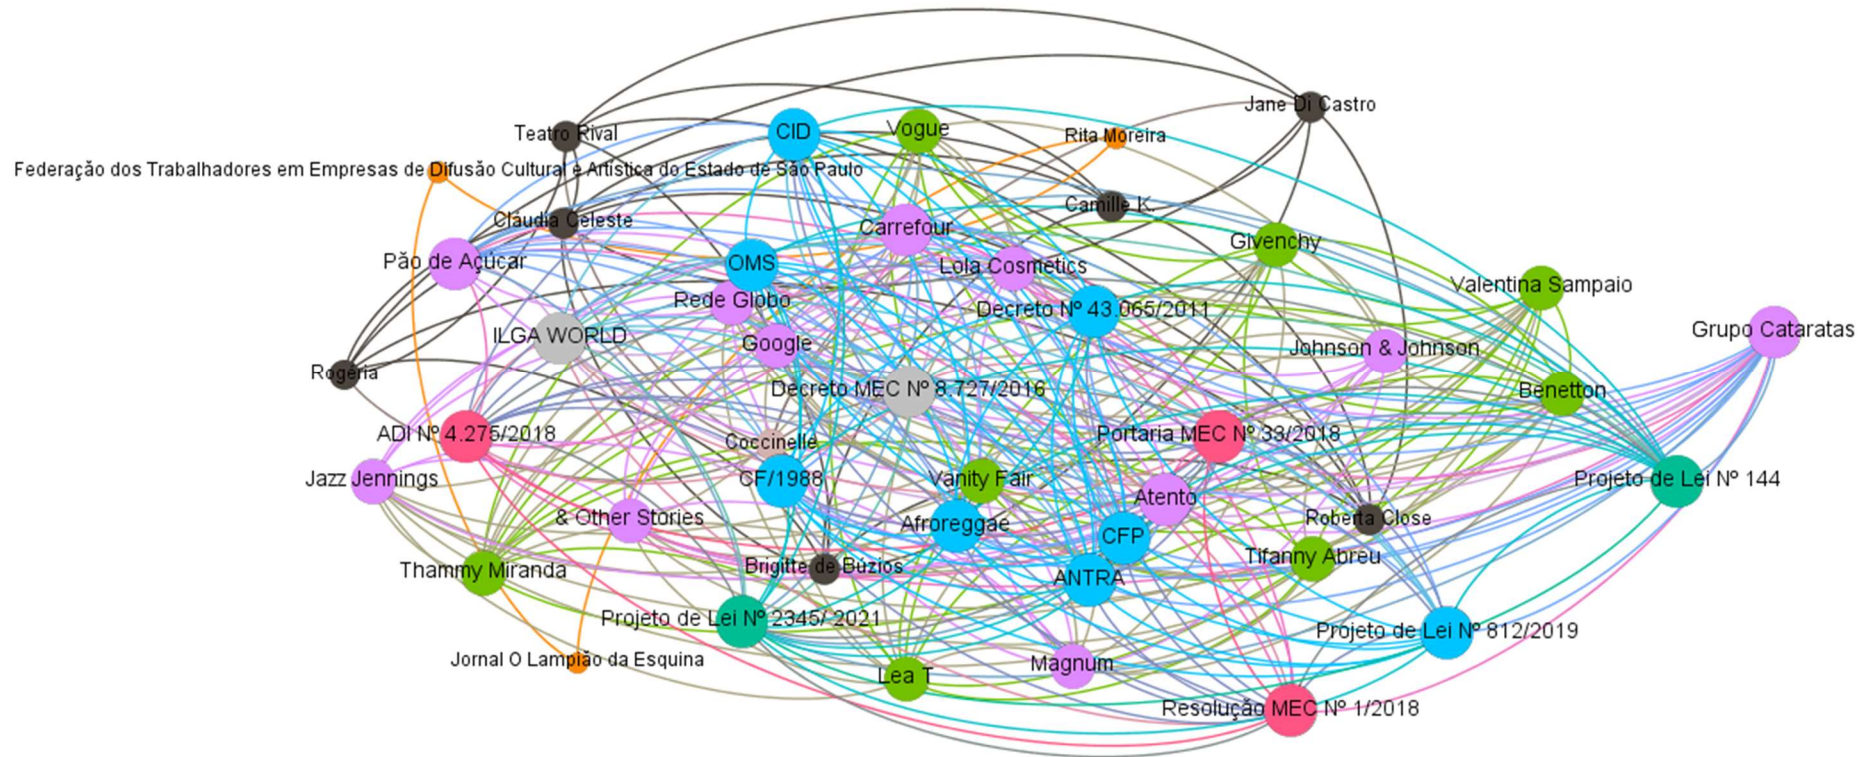 Jane Di Castro
Teatro Rival
CID
Vogue
Rita Moreira
Federação dos Trabalhadores em Empresas de Difusão Cultural e Artística do Estado de São Paulo
Cláudia Celeste
Camille K.
Carrefour
Givenchy
Pão de Açúcar
OMS
Lola Cosmetics
Valentina Sampaio
Rede Globo
Decreto Nº 43.065/2011
Grupo Cataratas
ILGA WORLD
Google
Johnson & Johnson
Rogéria
Decreto MEC Nº 8.727/2016
Benetton
ADI Nº 4.275/2018
Coccinelle
Portaria MEC Nº 33/2018
Jazz Jennings
CF/1988
Vanity Fair
Atento
Projeto de Lei Nº 144
& Other Stories
Afroreggae
CFP
Roberta Close
Thammy Miranda
Brigitte de Búzios
ANTRA
Tifanny Abreu
Projeto de Lei Nº 2345/ 2021
Projeto de Lei Nº 812/2019
Jornal O Lampião da Esquina
Lea T
Magnum
Resolução MEC Nº 1/2018